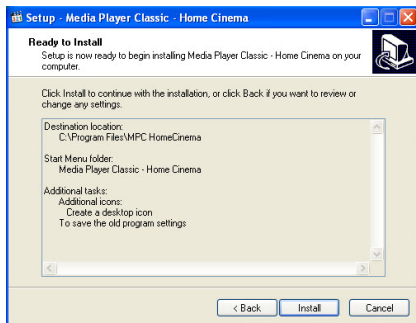 Setup - Media Player Classic - Home Cinema
Ready to Install
Setup is now ready to begin installing Media Player Classic - Home Cinema on your
computer.
Click Install to continue with the installation, or click Back if you want to review or
change any settings.
Destination location:
C:\Program Files\MPC HomeCinema
Start Menu folder:
Media Player Classic - Home Cinema
Additional tasks:
Additional icons:
Create a desktop icon
To save the old program settings
< Back
Install
Cancel